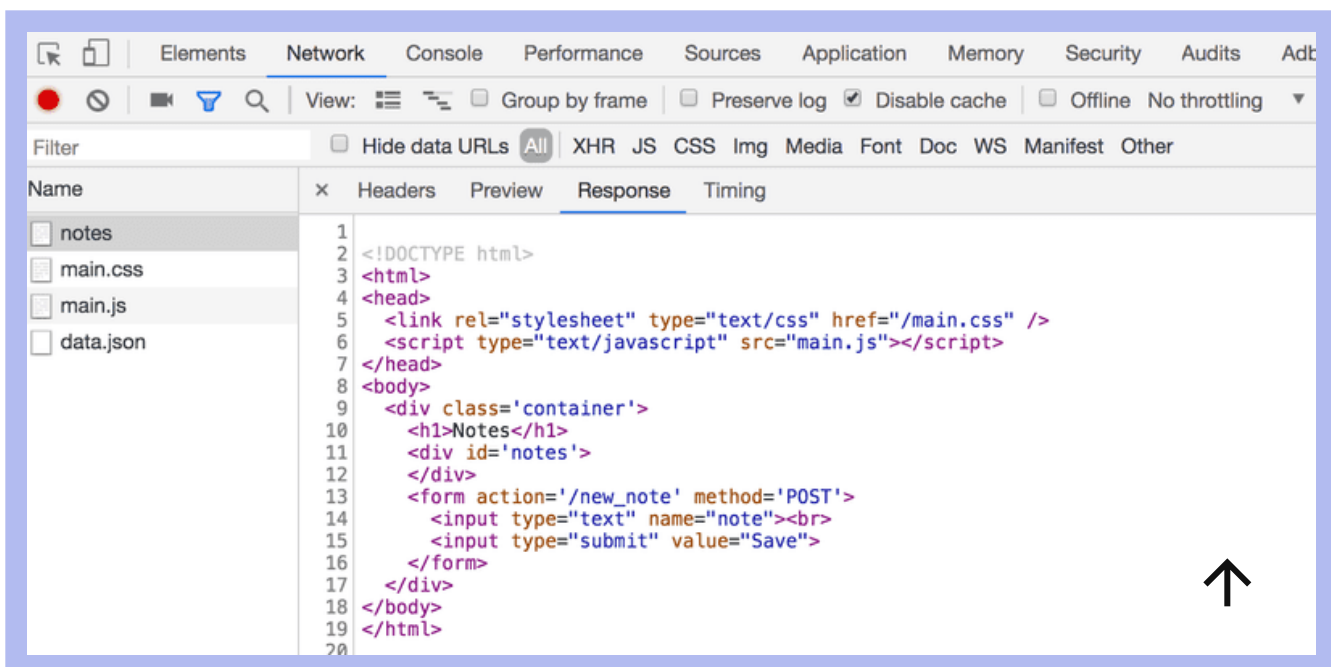 Elements Network Console Performance Sources Application Memory Security Audits Adb
View: Group by frame Preserve log Disable cache Offline No throttling
Filter Hide data URLs All XHR JS CSS Img Media Font Doc WS Manifest Other
Name × Headers Preview Response Timing
notes
main.css
main.js
data.json
1
2 <!DOCTYPE html>
3 <html>
4 <head>
5 <link rel="stylesheet" type="text/css" href="/main.css" />
6 <script type="text/javascript" src="main.js"></script>
7 </head>
8 <body>
9 <div class='container'>
10 <h1>Notes</h1>
11 <div id='notes'>
12 </div>
13 <form action='/new_note' method='POST'>
14 <input type="text" name="note"><br>
15 <input type="submit" value="Save">
16 </form>
17 </div>
18 </body>
19 </html>
20